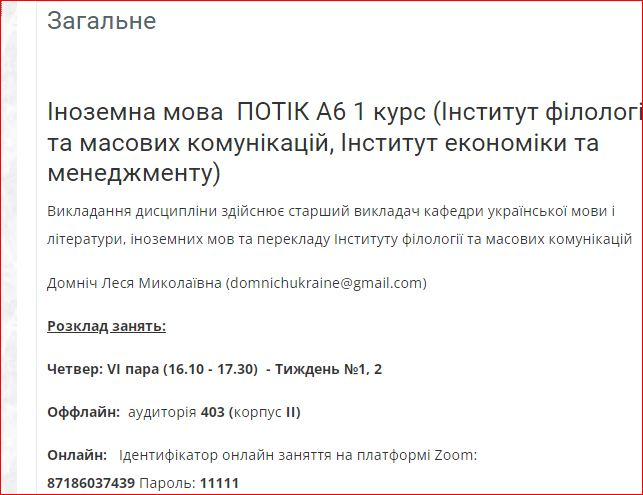 Загальне
Іноземна мова ПОТІК А6 1 курс (Інститут філологі
та масових комунікацій, Інститут економіки та
менеджменту)
Викладання дисципліни здійснює старший викладач кафедри української мови і
літератури, іноземних мов та перекладу Інституту філології та масових комунікацій
Домніч Леся Миколаївна (domnichukraine@gmail.com)
Розклад занять:
Четвер: VI пара (16.10 - 17.30) - Тиждень №1, 2
Оффлайн: аудиторія 403 (корпус ІІ)
Онлайн: Ідентифікатор онлайн заняття на платформі Zoom:
87186037439 Пароль: 11111